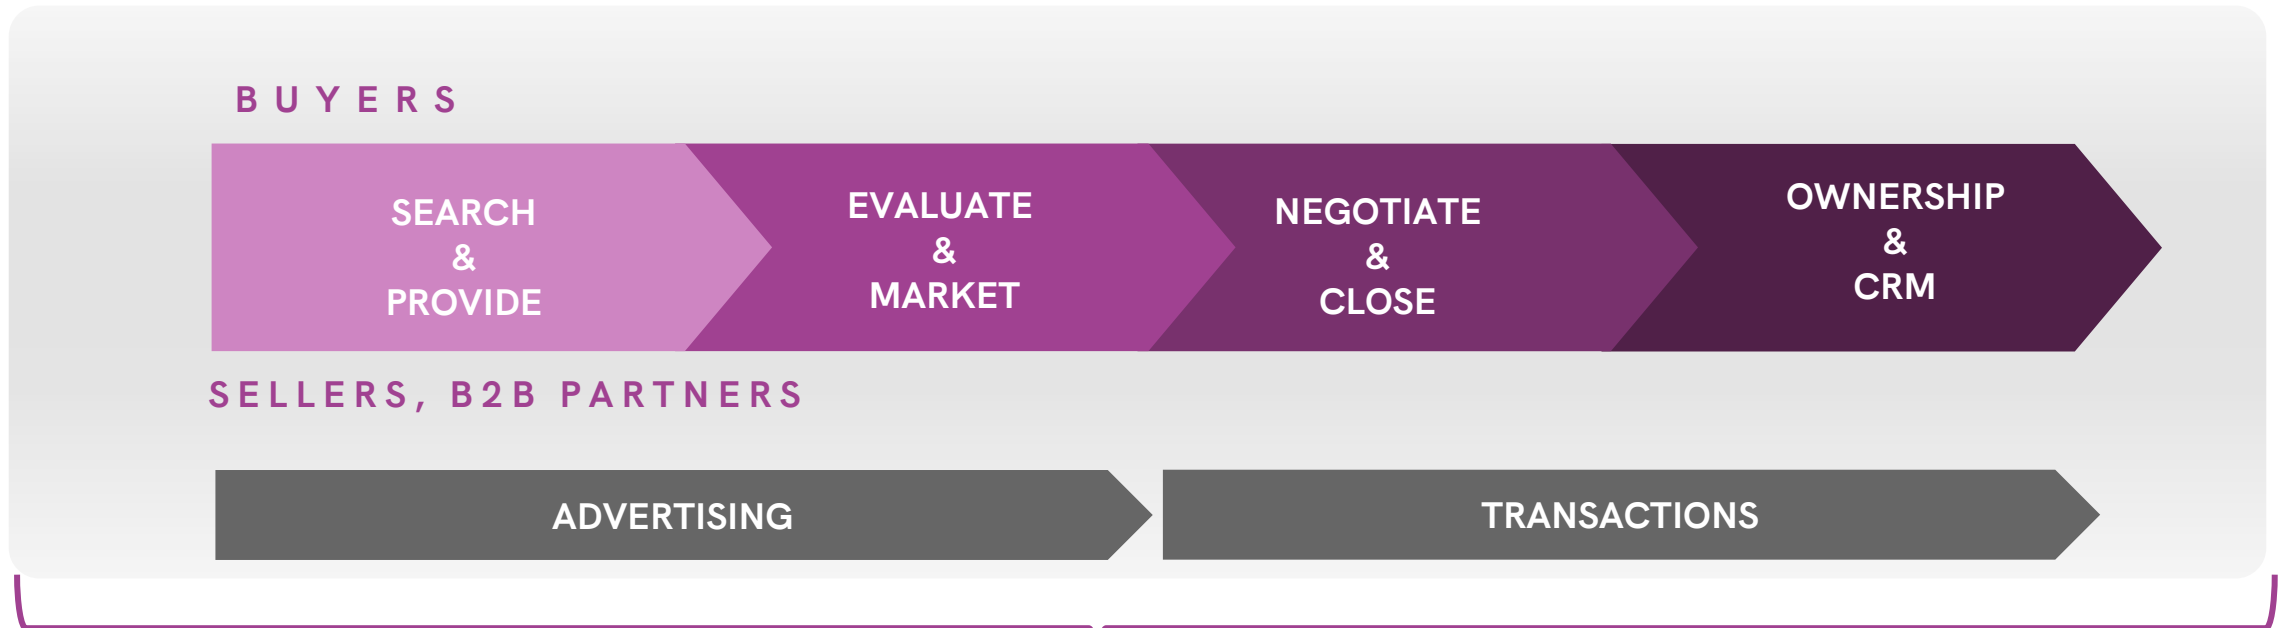 BUYERS
SEARCH
&
PROVIDE
EVALUATE
&
MARKET
NEGOTIATE
&
CLOSE
OWNERSHIP
&
CRM
SELLERS, B2B PARTNERS
ADVERTISING
TRANSACTIONS